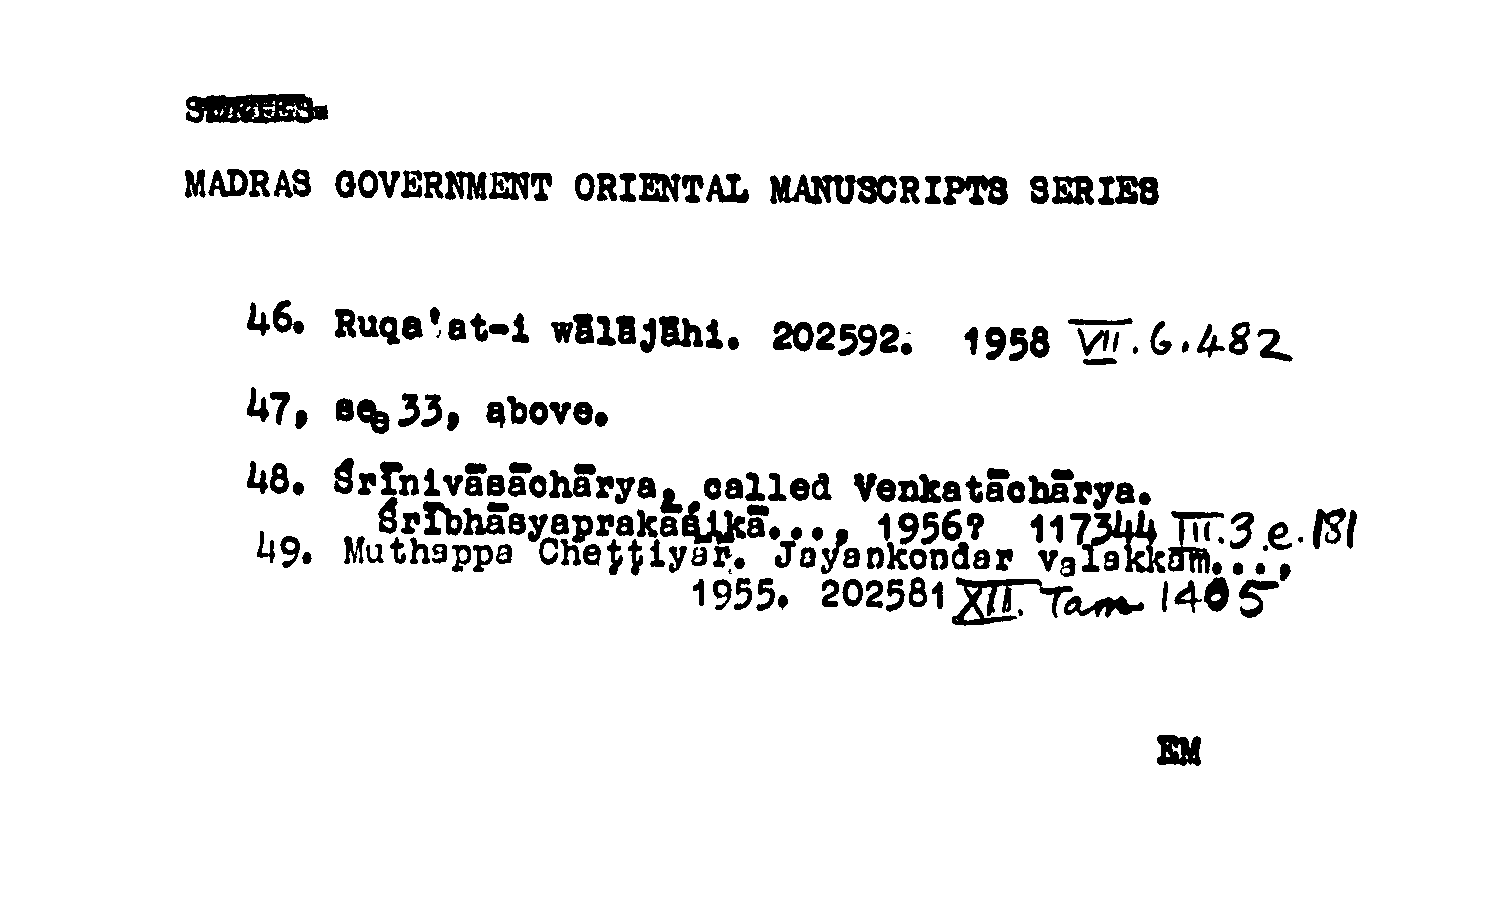 SERIES.
MADRAS GOVERNMENT ORIENTAL MANUSCRIPTS SERIES
46. Ruqa'at-i wālājāhi. 202592. 1958 VII.G.482
47, see 33, above.
48. Śrīnivāsāchārya, called Venkatāchārya.
Śrībhāsyaprakāśikā..., 1956? 117344 III.3.e.181
49. Muthappa Cheṭṭiyar. Jayankondar valakkam...,
1955. 202581 XII. Tam 1405
EM